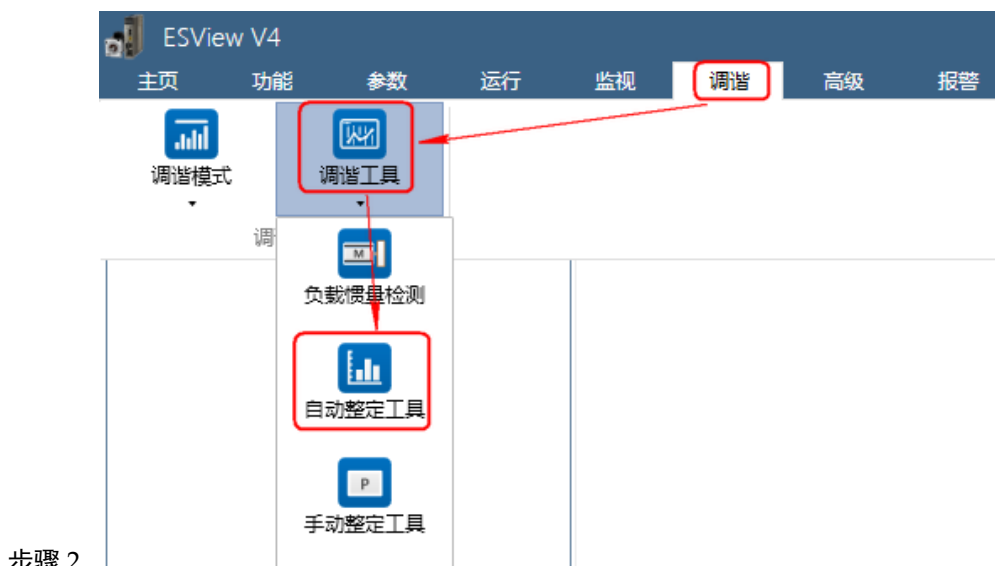 ESView V4
主页 功能 参数 运行 监视 调谐 高级 报警
调谐模式 调谐工具
调
M
负载惯量检测
自动整定工具
P
手动整定工具
步骤 2